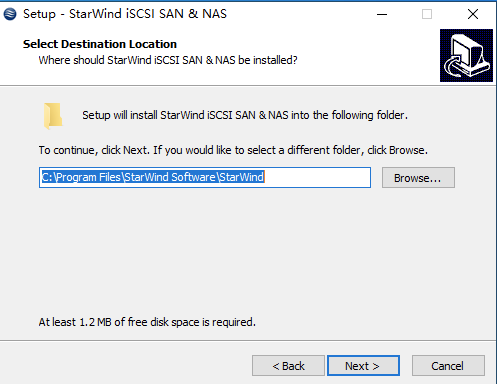 Setup - StarWind iSCSI SAN & NAS
Select Destination Location
Where should StarWind iSCSI SAN & NAS be installed?
Setup will install StarWind iSCSI SAN & NAS into the following folder.
To continue, click Next. If you would like to select a different folder, click Browse.
C:\Program Files\StarWind Software\StarWind
Browse...
At least 1.2 MB of free disk space is required.
< Back
Next >
Cancel